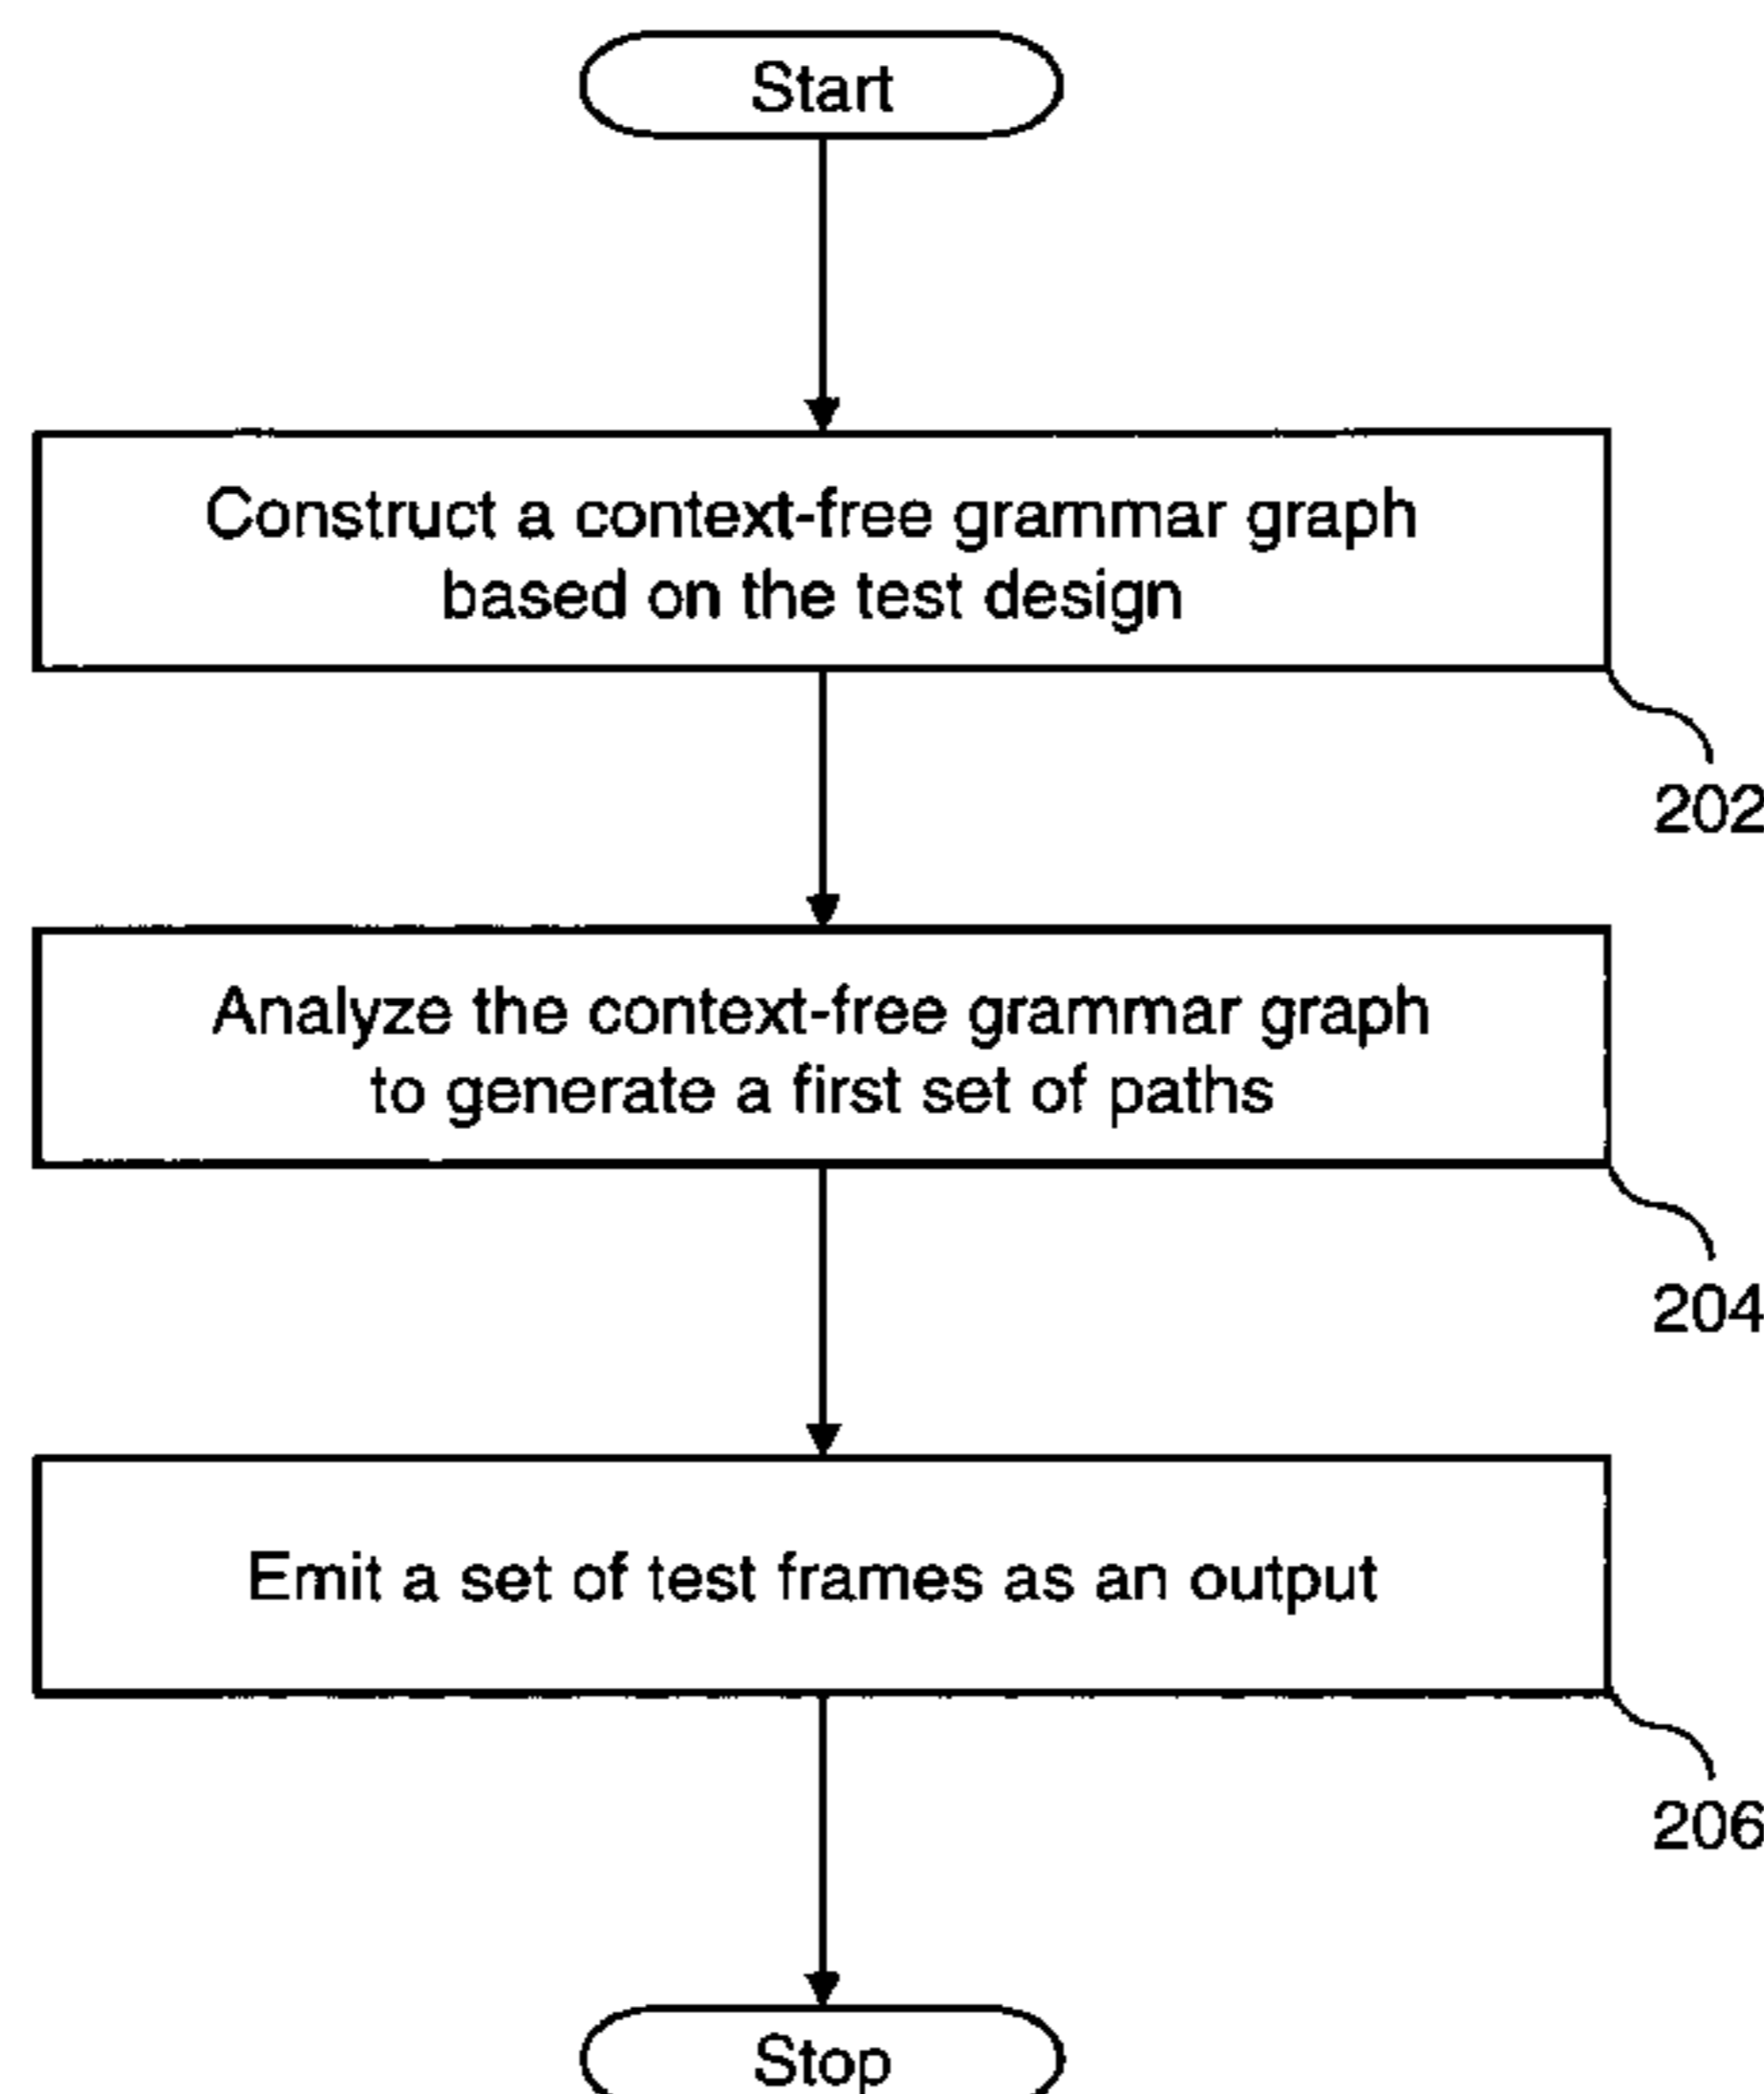 Start
Construct a context-free grammar graph
based on the test design
202
Analyze the context-free grammar graph
to generate a first set of paths
204
Emit a set of test frames as an output
206
Stop